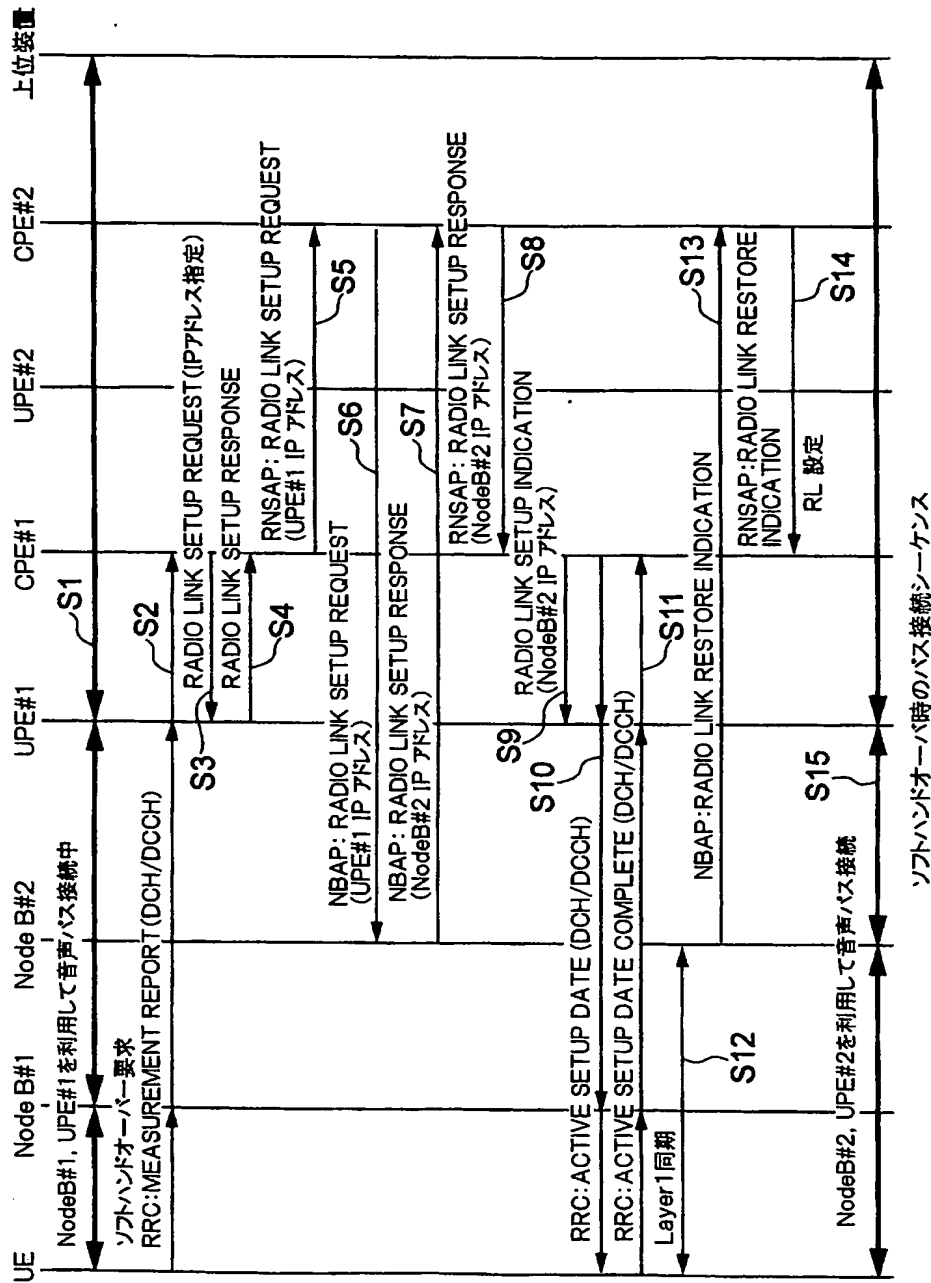 UE
Node B#1
Node B#2
UPE#1
CPE#1
UPE#2
CPE#2
上位装置
NodeB#1, UPE#1を利用して音声パス接続中
S1
ソフトハンドオーバー要求
RRC:MEASUREMENT REPORT(DCH/DCCH)
S2
RADIO LINK SETUP REQUEST(IPアドレス指定)
S3
RADIO LINK SETUP RESPONSE
S4
RNSAP: RADIO LINK SETUP REQUEST
(UPE#1 IP アドレス)
S5
NBAP: RADIO LINK SETUP REQUEST
(UPE#1 IP アドレス)
S6
NBAP: RADIO LINK SETUP RESPONSE
(NodeB#2 IP アドレス)
S7
RNSAP: RADIO LINK SETUP RESPONSE
(NodeB#2 IP アドレス)
S8
RADIO LINK SETUP INDICATION
(NodeB#2 IP アドレス)
S9
RRC:ACTIVE SETUP DATE (DCH/DCCH)
S10
RRC:ACTIVE SETUP DATE COMPLETE (DCH/DCCH)
S11
Layer1同期
S12
NBAP:RADIO LINK RESTORE INDICATION
S13
RNSAP:RADIO LINK RESTORE
INDICATION
S14
RL 設定
NodeB#2, UPE#2を利用して音声パス接続
S15
ソフトハンドオーバ時のパス接続シーケンス